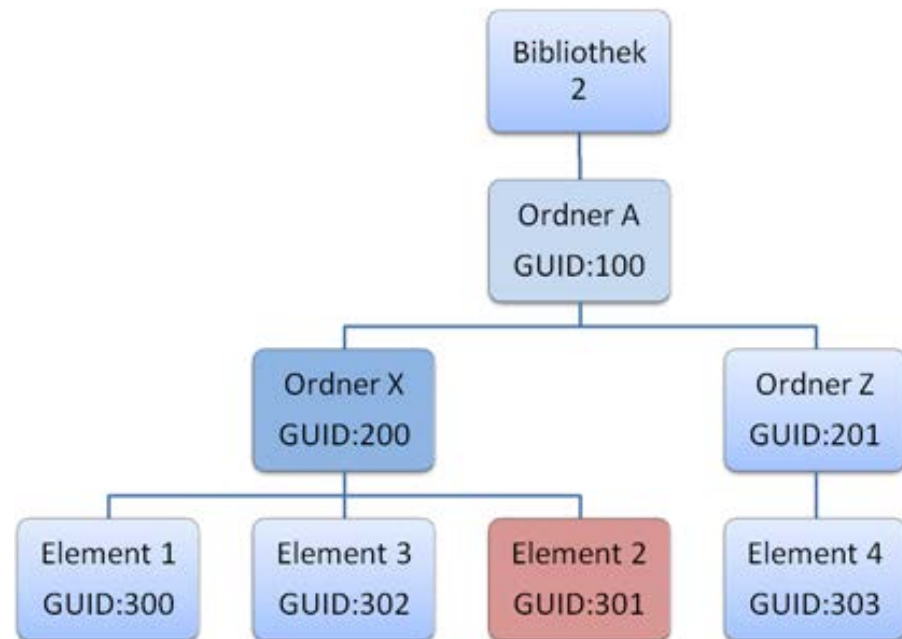 Bibliothek
2
Ordner A
GUID:100
Ordner X
GUID:200
Ordner Z
GUID:201
Element 1
GUID:300
Element 3
GUID:302
Element 2
GUID:301
Element 4
GUID:303